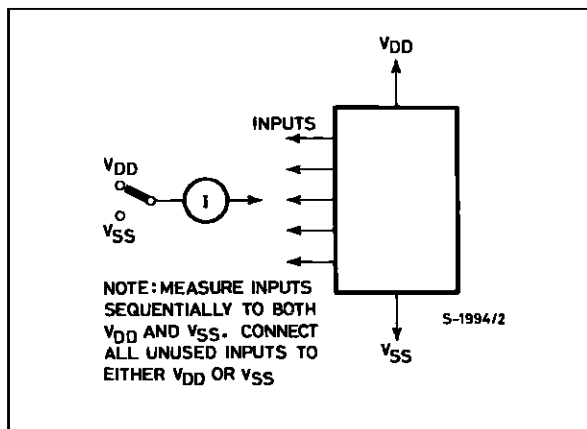 VDD
INPUTS
VDD
I
VSS
NOTE: MEASURE INPUTS
SEQUENTIALLY TO BOTH
VDD AND VSS. CONNECT
ALL UNUSED INPUTS TO
EITHER VDD OR VSS
S-1994/2
VSS